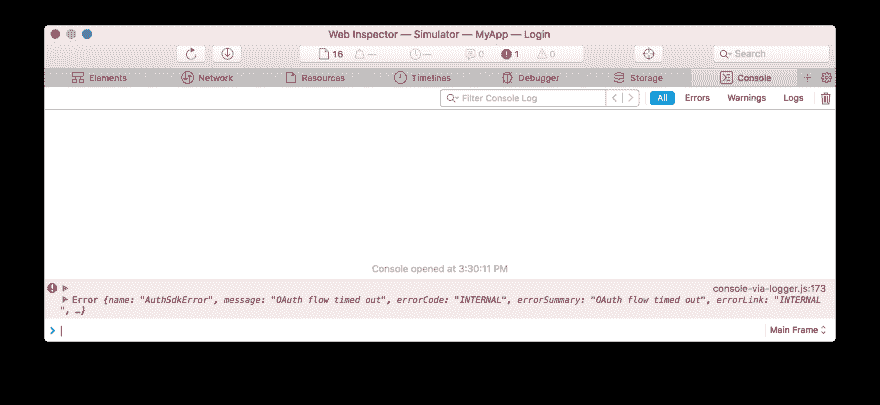 Web Inspector — Simulator — MyApp — Login
16 — — 0 1 0 Search
Elements Network Resources Timelines Debugger Storage Console +
Filter Console Log < > All Errors Warnings Logs
Console opened at 3:30:11 PM
console-via-logger.js:173
Error {name: "AuthSdkError", message: "OAuth flow timed out", errorCode: "INTERNAL", errorSummary: "OAuth flow timed out", errorLink: "INTERNAL
", …}
> Main Frame